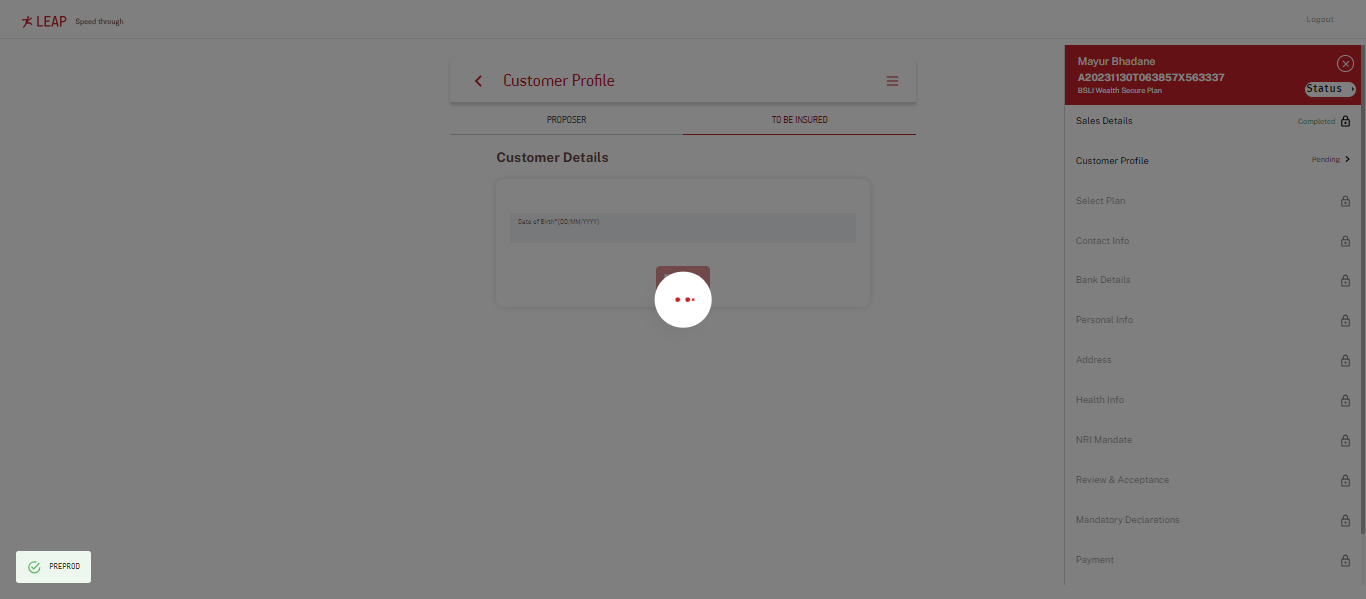 LEAP Speed through
Logout
Customer Profile
PROPOSER
TO BE INSURED
Customer Details
Date of Birth*(DD/MM/YYYY)
Mayur Bhadane
A20231130T063857X563337
BSLI Wealth Secure Plan
Status
Sales Details
Completed
Customer Profile
Pending
Select Plan
Contact Info
Bank Details
Personal Info
Address
Health Info
NRI Mandate
Review & Acceptance
Mandatory Declarations
Payment
PREPROD